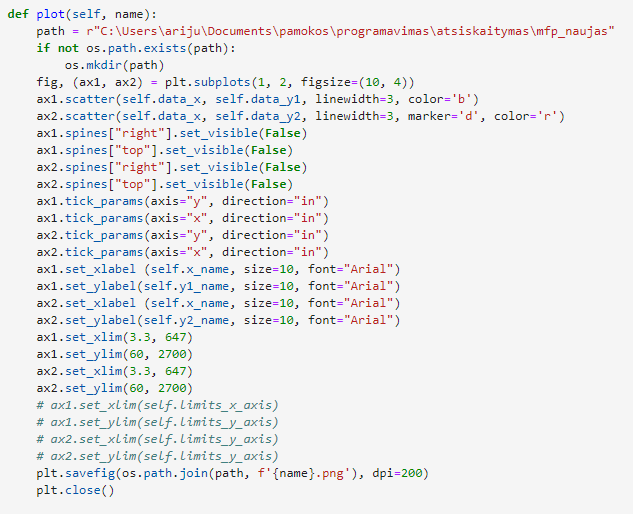 def plot(self, name):
    path = r"C:\Users\ariju\Documents\pamokos\programavimas\atsiskaitymas\mfp_naujas"
    if not os.path.exists(path):
        os.mkdir(path)
    fig, (ax1, ax2) = plt.subplots(1, 2, figsize=(10, 4))
    ax1.scatter(self.data_x, self.data_y1, linewidth=3, color='b')
    ax2.scatter(self.data_x, self.data_y2, linewidth=3, marker='d', color='r')
    ax1.spines["right"].set_visible(False)
    ax1.spines["top"].set_visible(False)
    ax2.spines["right"].set_visible(False)
    ax2.spines["top"].set_visible(False)
    ax1.tick_params(axis="y", direction="in")
    ax1.tick_params(axis="x", direction="in")
    ax2.tick_params(axis="y", direction="in")
    ax2.tick_params(axis="x", direction="in")
    ax1.set_xlabel (self.x_name, size=10, font="Arial")
    ax1.set_ylabel(self.y1_name, size=10, font="Arial")
    ax2.set_xlabel (self.x_name, size=10, font="Arial")
    ax2.set_ylabel(self.y2_name, size=10, font="Arial")
    ax1.set_xlim(3.3, 647)
    ax1.set_ylim(60, 2700)
    ax2.set_xlim(3.3, 647)
    ax2.set_ylim(60, 2700)
    # ax1.set_xlim(self.limits_x_axis)
    # ax1.set_ylim(self.limits_y_axis)
    # ax2.set_xlim(self.limits_y_axis)
    # ax2.set_ylim(self.limits_y_axis)
    plt.savefig(os.path.join(path, f'{name}.png'), dpi=200)
    plt.close()